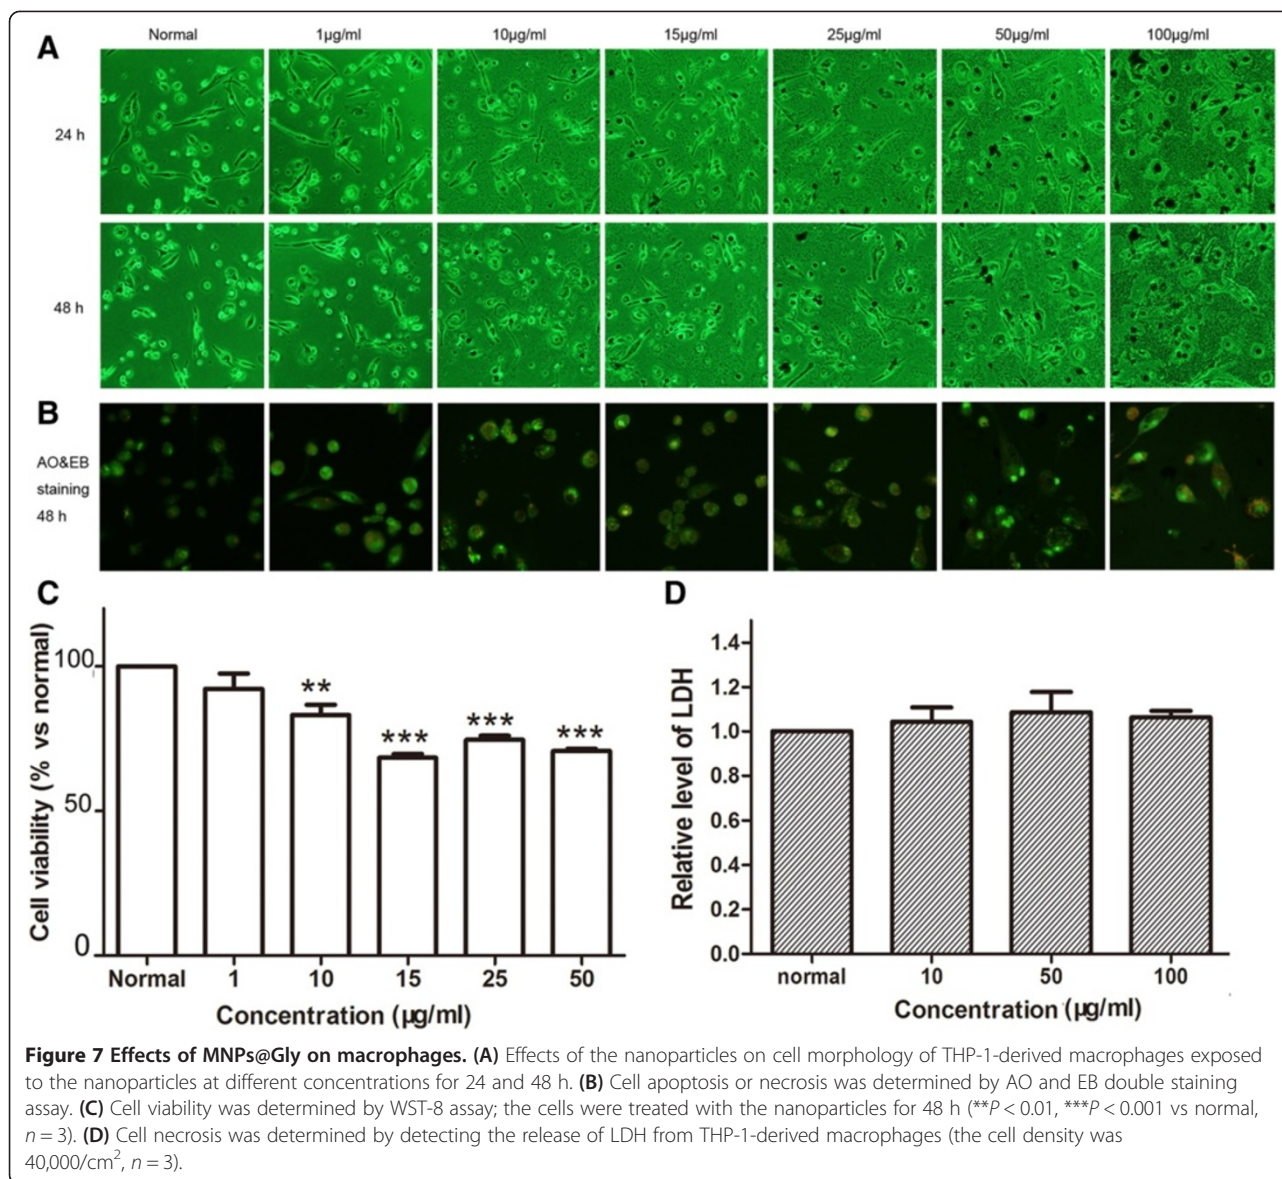 A
Normal 1µg/ml 10µg/ml 15µg/ml 25µg/ml 50µg/ml 100µg/ml
24 h
48 h
B
AO&EB
staining
48 h
C
Cell viability (% vs normal)
100
50
0
**
***
***
***
Normal 1 10 15 25 50
Concentration (µg/ml)
D
Relative level of LDH
1.4
1.2
1.0
0.8
0.6
0.4
0.2
0.0
normal 10 50 100
Concentration (µg/ml)
Figure 7 Effects of MNPs@Gly on macrophages. (A) Effects of the nanoparticles on cell morphology of THP-1-derived macrophages exposed
to the nanoparticles at different concentrations for 24 and 48 h. (B) Cell apoptosis or necrosis was determined by AO and EB double staining
assay. (C) Cell viability was determined by WST-8 assay; the cells were treated with the nanoparticles for 48 h (**P < 0.01, ***P < 0.001 vs normal,
n = 3). (D) Cell necrosis was determined by detecting the release of LDH from THP-1-derived macrophages (the cell density was
40,000/cm², n = 3).